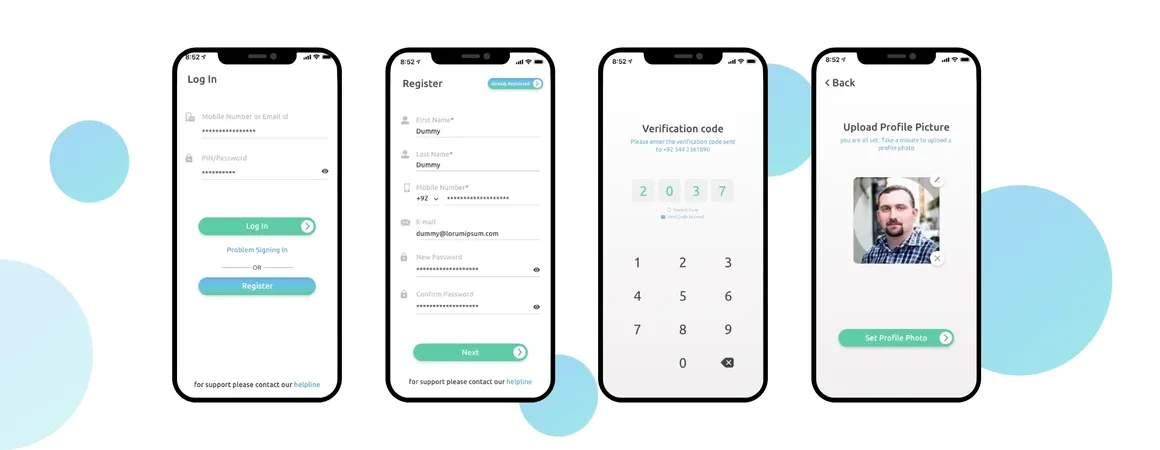 8:52
Log In
Mobile Number or Email id
****************
PIN/Password
**********
Log In
Problem Signing In
OR
Register
for support please contact our helpline
8:52
Register
Already Registered
First Name*
Dummy
Last Name*
Dummy
Mobile Number*
+92 *******************
E-mail
dummy@lorumipsum.com
New Password
*******************
Confirm Password
*******************
Next
for support please contact our helpline
8:52
Verification code
Please enter the verification code sent
to +92 344 2361890
2 0 3 7
1 2 3
4 5 6
7 8 9
0
8:52
Back
Upload Profile Picture
you are all set. Take a minute to upload a
profile photo
Set Profile Photo